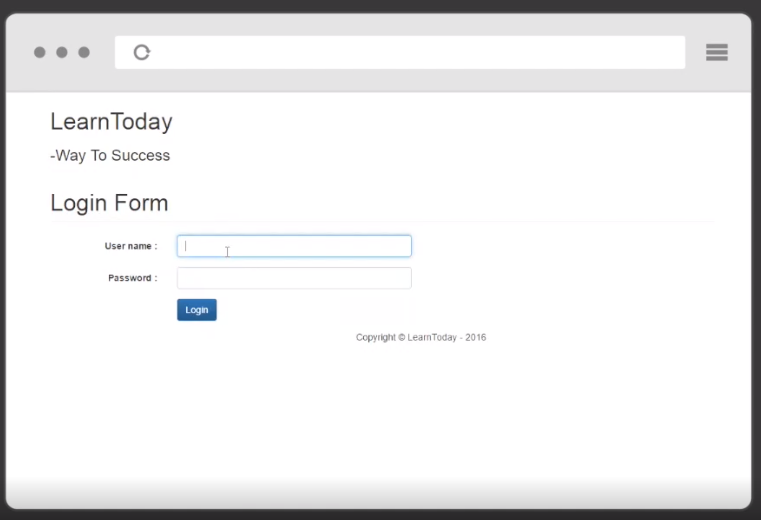 LearnToday
-Way To Success
Login Form
User name :
Password :
Login
Copyright © LearnToday - 2016